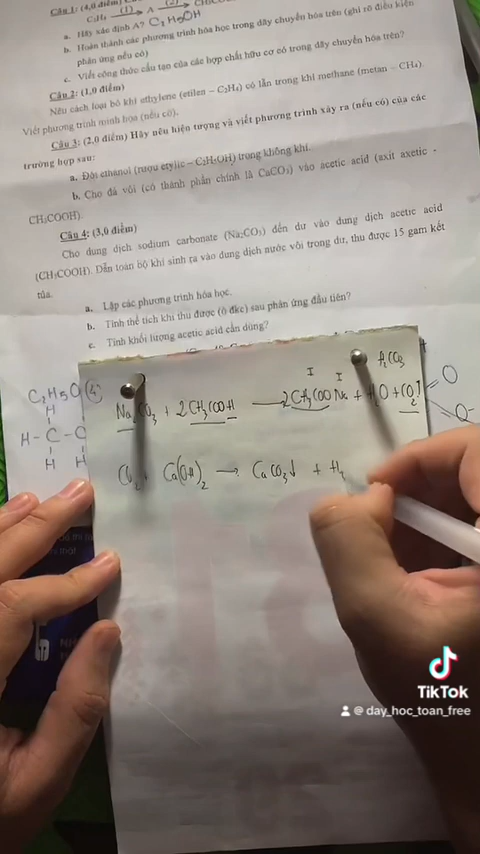 Câu 1: (4,0 điểm)
C₂H₄ —(1)→ A —(2)→
a. Hãy xác định A? C₂H₅OH
b. Hoàn thành các phương trình hóa học trong dãy chuyển hóa trên (ghi rõ điều kiện
phản ứng nếu có)
c. Viết công thức cấu tạo của các hợp chất hữu cơ có trong dãy chuyển hóa trên?
Câu 2: (1,0 điểm)
Nêu cách loại bỏ khí ethylene (etilen – C₂H₄) có lẫn trong khí methane (metan – CH₄).
Viết phương trình minh họa (nếu có).
Câu 3: (2,0 điểm) Hãy nêu hiện tượng và viết phương trình xảy ra (nếu có) của các
trường hợp sau:
a. Đốt ethanol (rượu etylic – C₂H₅OH) trong không khí.
b. Cho đá vôi (có thành phần chính là CaCO₃) vào acetic acid (axit axetic -
CH₃COOH).
Câu 4: (3,0 điểm)
Cho dung dịch sodium carbonate (Na₂CO₃) đến dư vào dung dịch acetic acid
(CH₃COOH). Dẫn toàn bộ khí sinh ra vào dung dịch nước vôi trong dư, thu được 15 gam kết
tủa.
a. Lập các phương trình hóa học.
b. Tính thể tích khí thu được (ở đkc) sau phản ứng đầu tiên?
c. Tính khối lượng acetic acid cần dùng?
H₂CO₃
I I
Na₂CO₃ + 2CH₃COOH → 2CH₃COONa + H₂O + CO₂↑
CO₂ + Ca(OH)₂ → CaCO₃↓ + H₂
C₂H₅O
H
H – C – C
H H
O
O-
TikTok
@day_hoc_toan_free